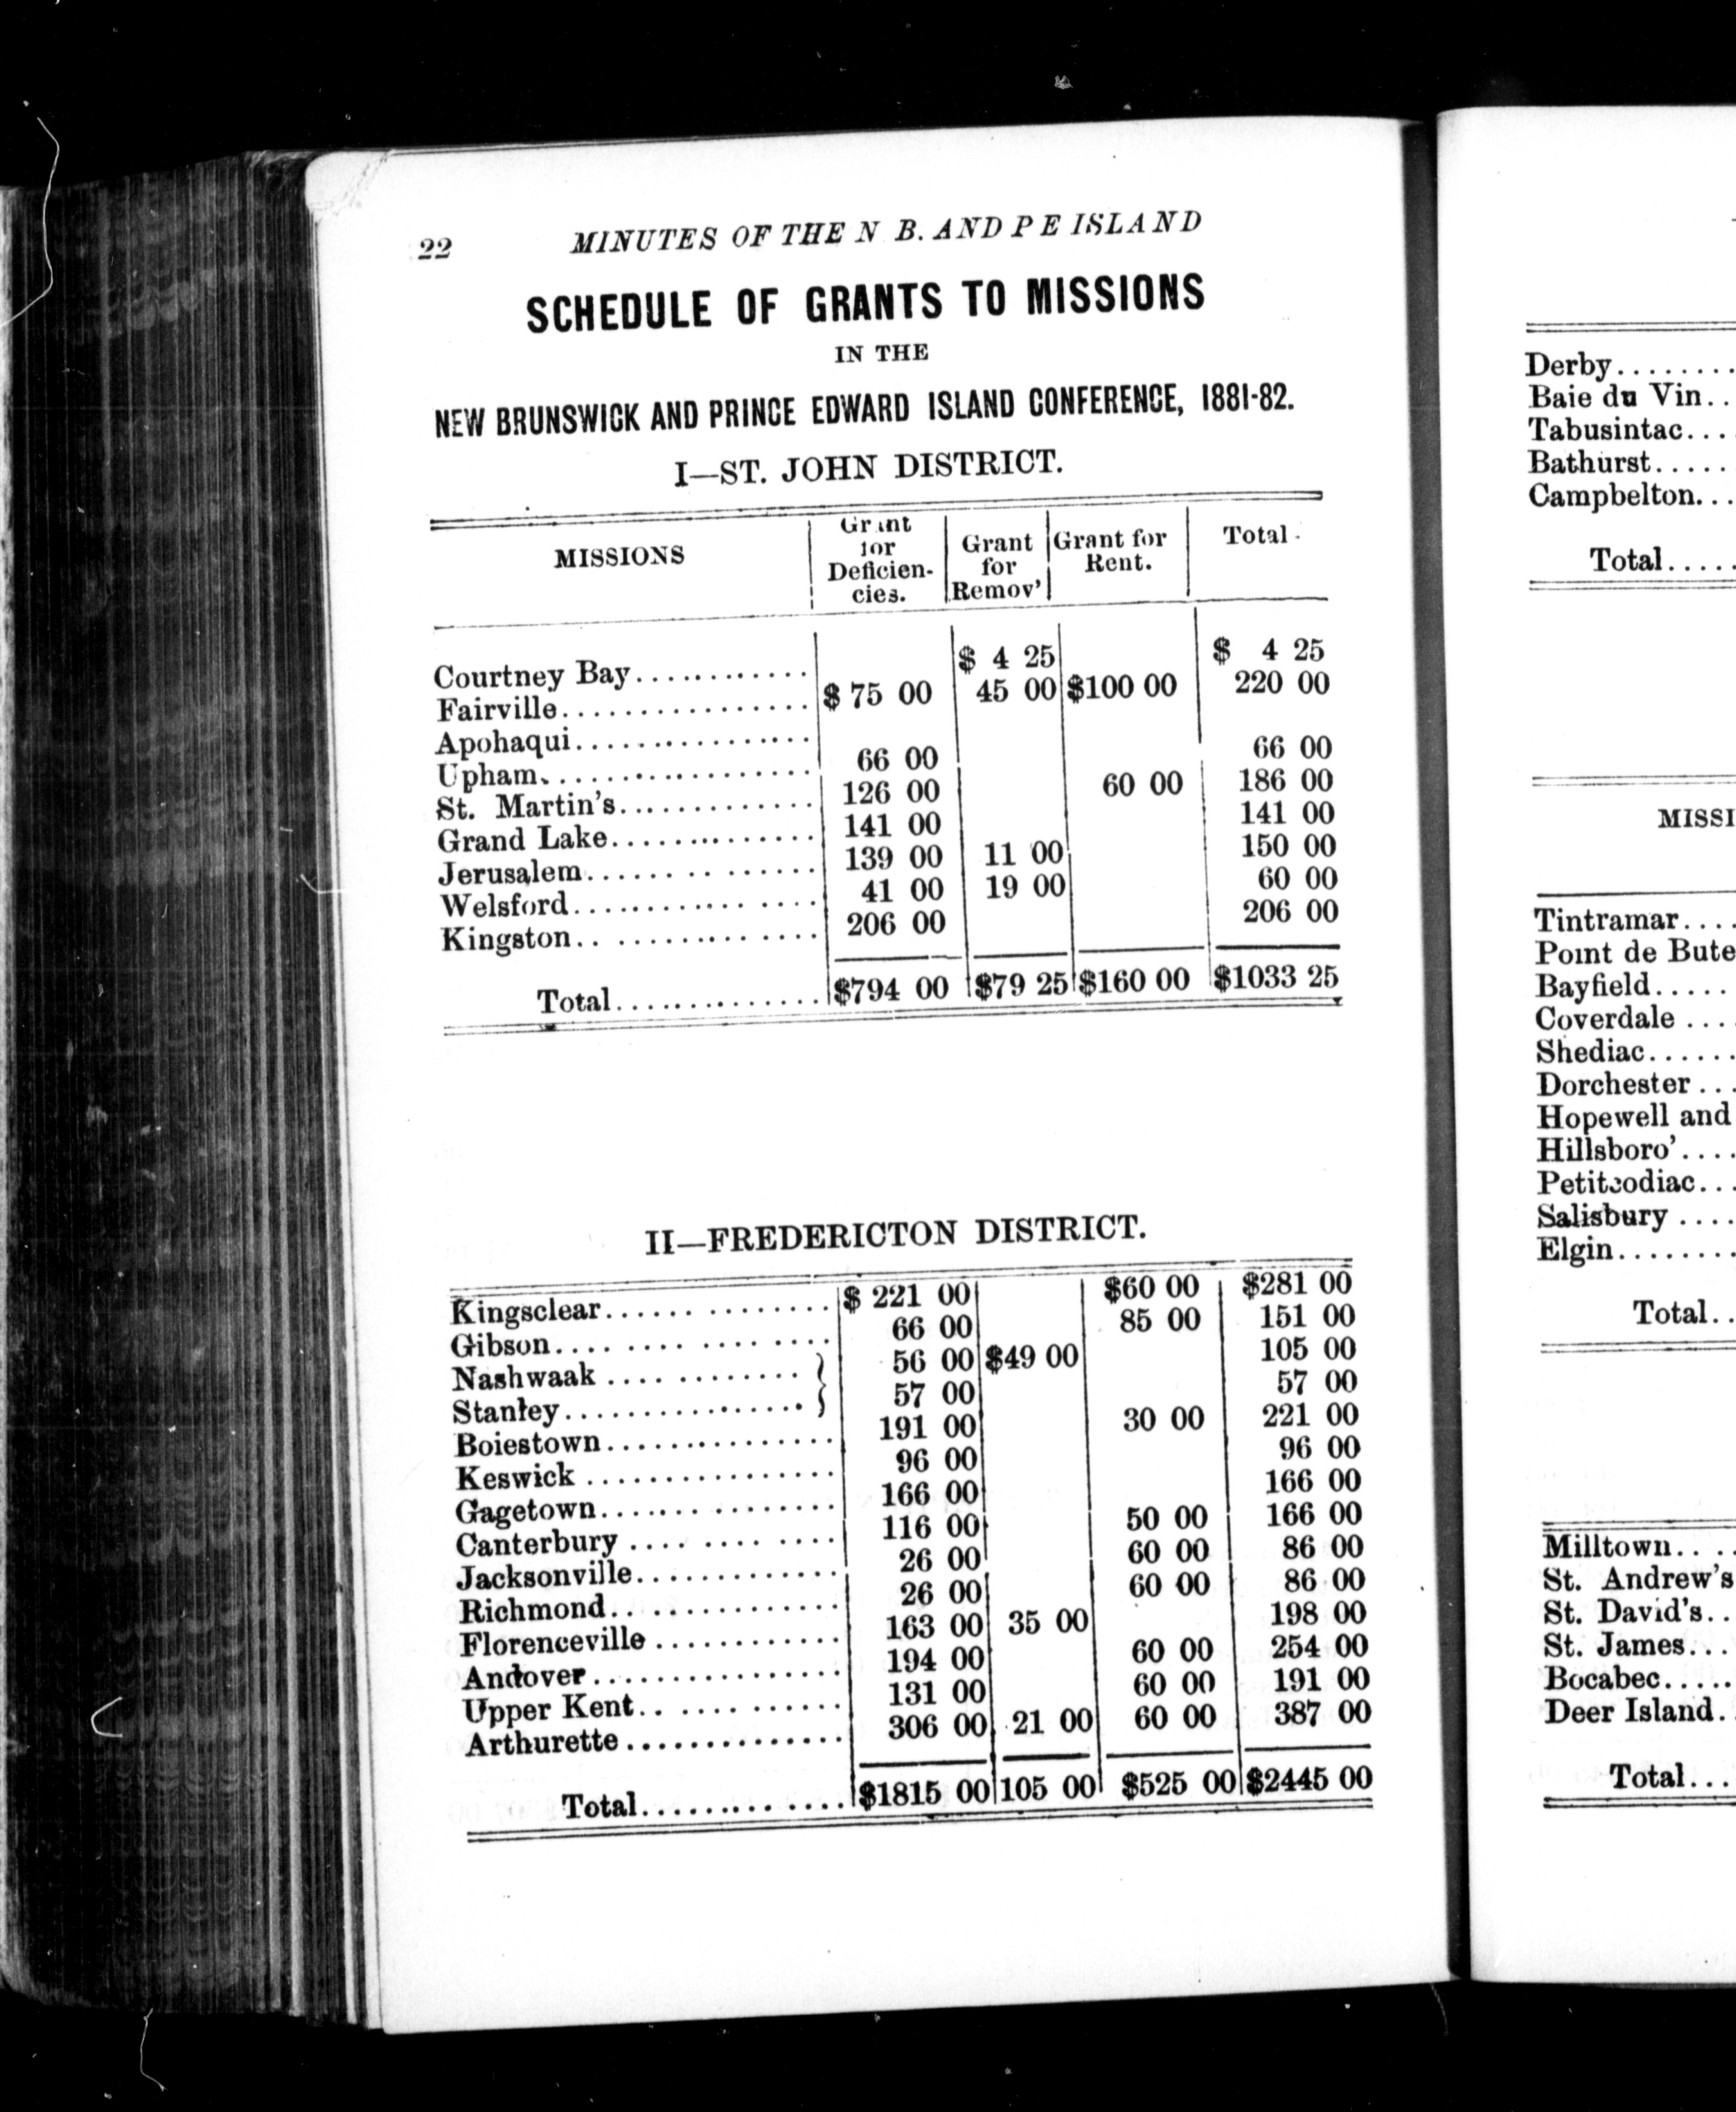 22 MINUTES OF THE N B. AND P E ISLAND
SCHEDULE OF GRANTS TO MISSIONS
IN THE
NEW BRUNSWICK AND PRINCE EDWARD ISLAND CONFERENCE, 1881-82.
I—ST. JOHN DISTRICT.
MISSIONS | Grant for Deficiencies. | Grant for Remov' | Grant for Rent. | Total
Courtney Bay............ $ 4 25 $ 4 25
Fairville................ $ 75 00 45 00 $100 00 220 00
Apohaqui...............
Upham................. 66 00 66 00
St. Martin's............. 126 00 60 00 186 00
Grand Lake............. 141 00 141 00
Jerusalem............... 139 00 11 00 150 00
Welsford................ 41 00 19 00 60 00
Kingston................ 206 00 206 00
Total............... $794 00 $79 25 $160 00 $1033 25
II—FREDERICTON DISTRICT.
Kingsclear............... $ 221 00 $60 00 $281 00
Gibson................ 66 00 85 00 151 00
Nashwaak ............ } 56 00 $49 00 105 00
Stanley............... } 57 00 57 00
Boiestown............... 191 00 30 00 221 00
Keswick ................ 96 00 96 00
Gagetown............... 166 00 166 00
Canterbury ............ 116 00 50 00 166 00
Jacksonville............. 26 00 60 00 86 00
Richmond............... 26 00 60 00 86 00
Florenceville ............ 163 00 35 00 198 00
Andover................ 194 00 60 00 254 00
Upper Kent............. 131 00 60 00 191 00
Arthurette .............. 306 00 21 00 60 00 387 00
Total............... $1815 00 105 00 $525 00 $2445 00
Derby........
Baie du Vin..
Tabusintac...
Bathurst.....
Campbelton...
Total.....
MISSI
Tintramar....
Point de Bute
Bayfield.....
Coverdale ...
Shediac......
Dorchester ...
Hopewell and
Hillsboro'....
Petitcodiac...
Salisbury ....
Elgin........
Total..
Milltown....
St. Andrew's
St. David's..
St. James...
Bocabec.....
Deer Island..
Total...